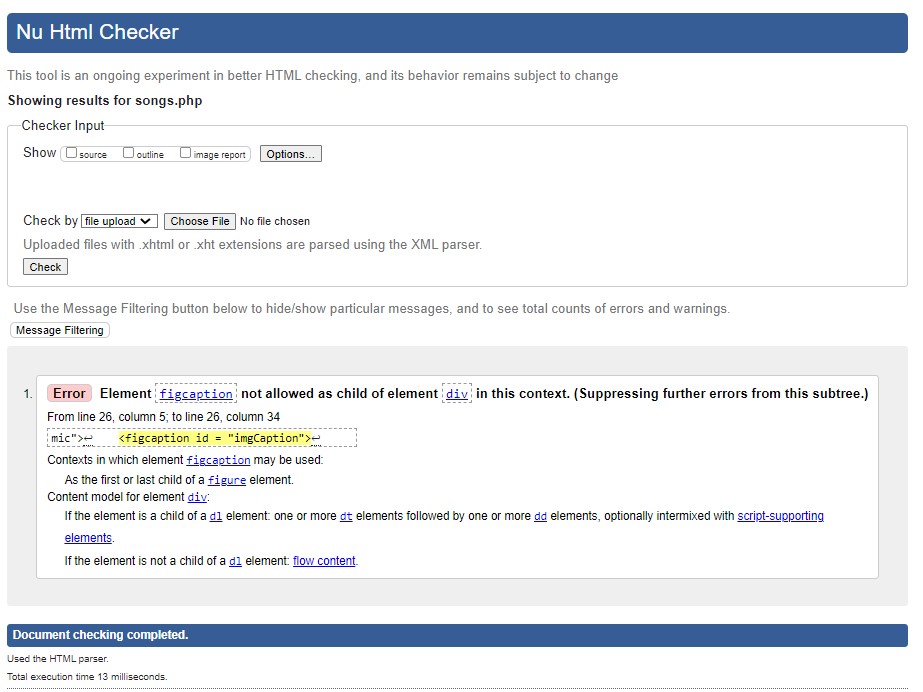 Nu Html Checker
This tool is an ongoing experiment in better HTML checking, and its behavior remains subject to change
Showing results for songs.php
Checker Input
Show source outline image report Options...
Check by file upload Choose File No file chosen
Uploaded files with .xhtml or .xht extensions are parsed using the XML parser.
Check
Use the Message Filtering button below to hide/show particular messages, and to see total counts of errors and warnings.
Message Filtering
1. Error Element figcaption not allowed as child of element div in this context. (Suppressing further errors from this subtree.)
From line 26, column 5; to line 26, column 34
mic">↩ <figcaption id = "imgCaption">↩
Contexts in which element figcaption may be used:
As the first or last child of a figure element.
Content model for element div:
If the element is a child of a dl element: one or more dt elements followed by one or more dd elements, optionally intermixed with script-supporting
elements.
If the element is not a child of a dl element: flow content.
Document checking completed.
Used the HTML parser.
Total execution time 13 milliseconds.